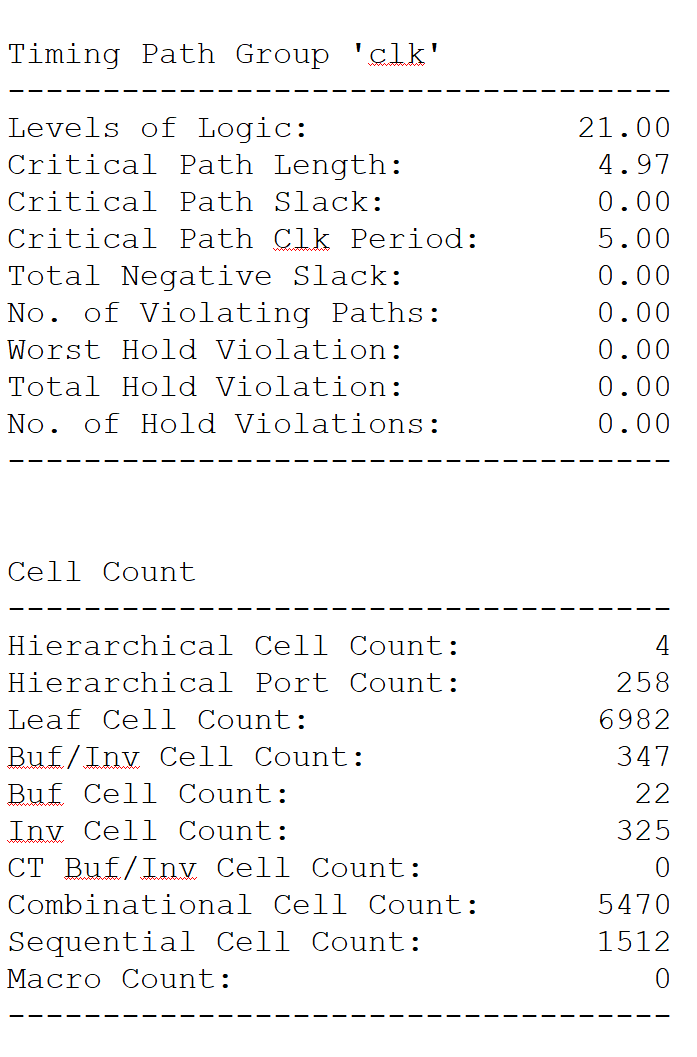 Timing Path Group 'clk'
-----------------------------------
Levels of Logic: 21.00
Critical Path Length: 4.97
Critical Path Slack: 0.00
Critical Path Clk Period: 5.00
Total Negative Slack: 0.00
No. of Violating Paths: 0.00
Worst Hold Violation: 0.00
Total Hold Violation: 0.00
No. of Hold Violations: 0.00
-----------------------------------
Cell Count
-----------------------------------
Hierarchical Cell Count: 4
Hierarchical Port Count: 258
Leaf Cell Count: 6982
Buf/Inv Cell Count: 347
Buf Cell Count: 22
Inv Cell Count: 325
CT Buf/Inv Cell Count: 0
Combinational Cell Count: 5470
Sequential Cell Count: 1512
Macro Count: 0
-----------------------------------